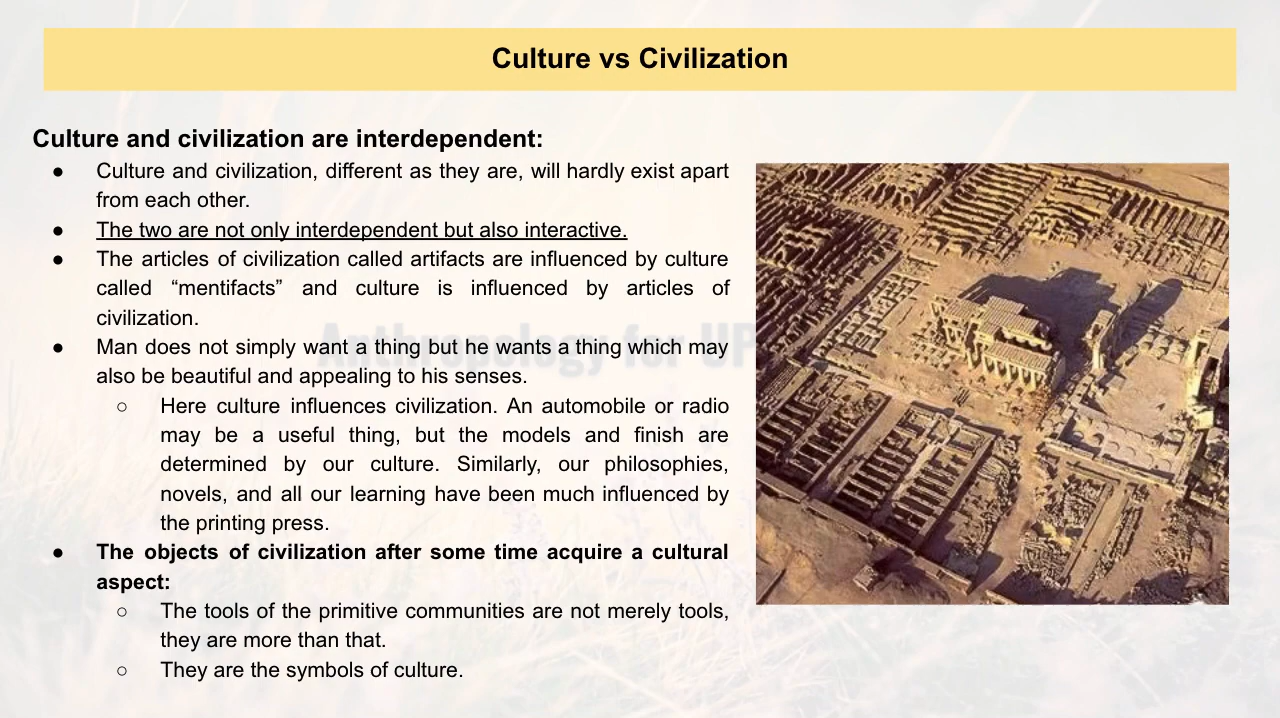 Culture vs Civilization
Culture and civilization are interdependent:
● Culture and civilization, different as they are, will hardly exist apart
from each other.
● The two are not only interdependent but also interactive.
● The articles of civilization called artifacts are influenced by culture
called “mentifacts” and culture is influenced by articles of
civilization.
Anthropology for UP
● Man does not simply want a thing but he wants a thing which may
also be beautiful and appealing to his senses.
○ Here culture influences civilization. An automobile or radio
may be a useful thing, but the models and finish are
determined by our culture. Similarly, our philosophies,
novels, and all our learning have been much influenced by
the printing press.
● The objects of civilization after some time acquire a cultural
aspect:
○ The tools of the primitive communities are not merely tools,
they are more than that.
○ They are the symbols of culture.